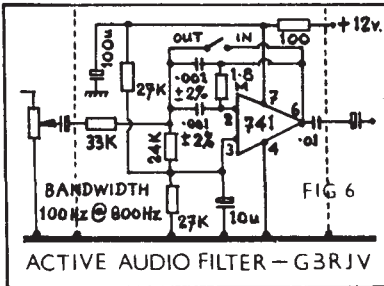 OUT IN
100
+12v.
100u
27K
.001
±2%
1.8
M
7
.001
±2%
2
741
6
3
4
33K
24K
.01
BANDWIDTH
100Hz @ 800Hz
27K
10u
FIG 6
ACTIVE AUDIO FILTER – G3RJV